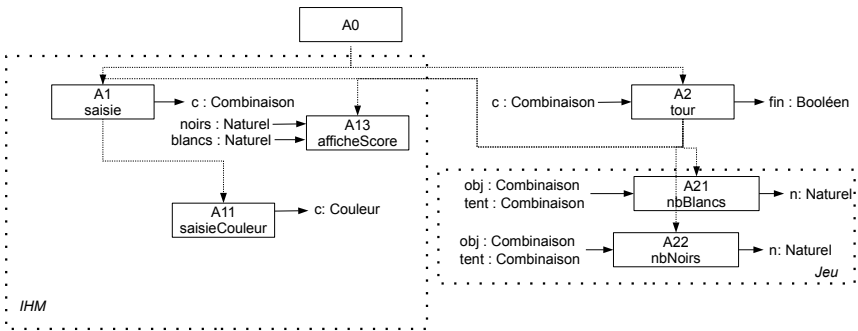 A0
A1
saisie
c : Combinaison
noirs : Naturel
blancs : Naturel
A13
afficheScore
c : Combinaison
A2
tour
fin : Booléen
A11
saisieCouleur
c: Couleur
obj : Combinaison
tent : Combinaison
A21
nbBlancs
n: Naturel
obj : Combinaison
tent : Combinaison
A22
nbNoirs
n: Naturel
Jeu
IHM